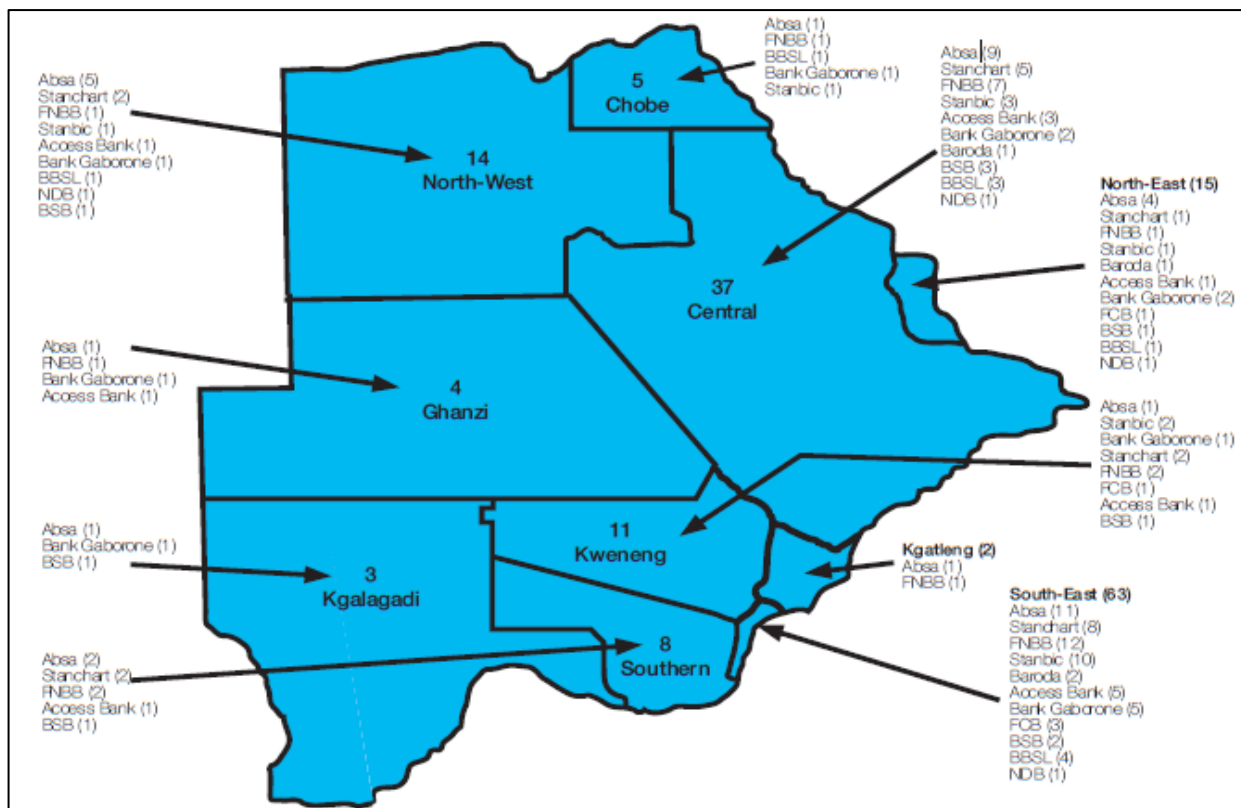 Absa (1)
FNBB (1)
BBSL (1)
Bank Gaborone (1)
Stanbic (1)
5
Chobe
Absa (9)
Stanchart (5)
FNBB (7)
Stanbic (3)
Access Bank (3)
Bank Gaborone (2)
Baroda (1)
BSB (3)
BBSL (3)
NDB (1)
Absa (5)
Stanchart (2)
FNBB (1)
Stanbic (1)
Access Bank (1)
Bank Gaborone (1)
BBSL (1)
NDB (1)
BSB (1)
14
North-West
North-East (15)
Absa (4)
Stanchart (1)
FNBB (1)
Stanbic (1)
Baroda (1)
Access Bank (1)
Bank Gaborone (2)
FCB (1)
BSB (1)
BBSL (1)
NDB (1)
37
Central
Absa (1)
FNBB (1)
Bank Gaborone (1)
Access Bank (1)
4
Ghanzi
Absa (1)
Stanbic (2)
Bank Gaborone (1)
Stanchart (2)
FNBB (2)
FCB (1)
Access Bank (1)
BSB (1)
11
Kweneng
Absa (1)
Bank Gaborone (1)
BSB (1)
3
Kgalagadi
Kgatleng (2)
Absa (1)
FNBB (1)
Absa (2)
Stanchart (2)
FNBB (2)
Access Bank (1)
BSB (1)
8
Southern
South-East (63)
Absa (11)
Stanchart (8)
FNBB (12)
Stanbic (10)
Baroda (2)
Access Bank (5)
Bank Gaborone (5)
FCB (3)
BSB (2)
BBSL (4)
NDB (1)